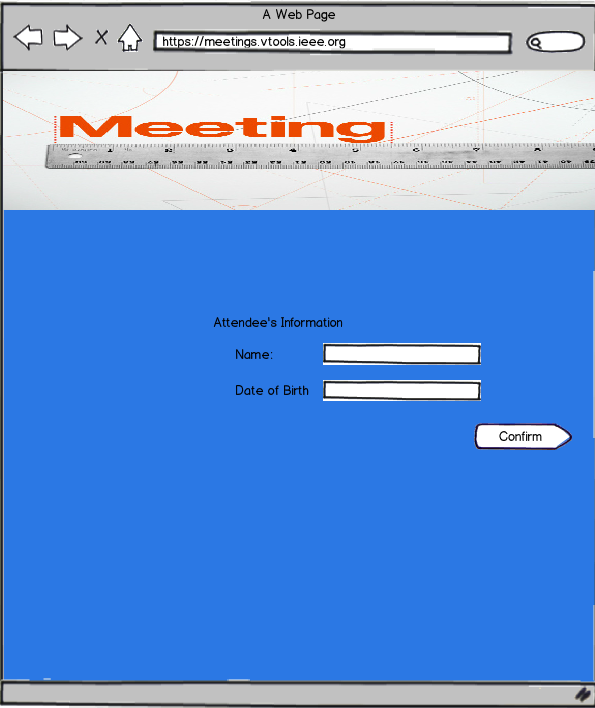 A Web Page
https://meetings.vtools.ieee.org
Meeting
Attendee's Information
Name:
Date of Birth
Confirm